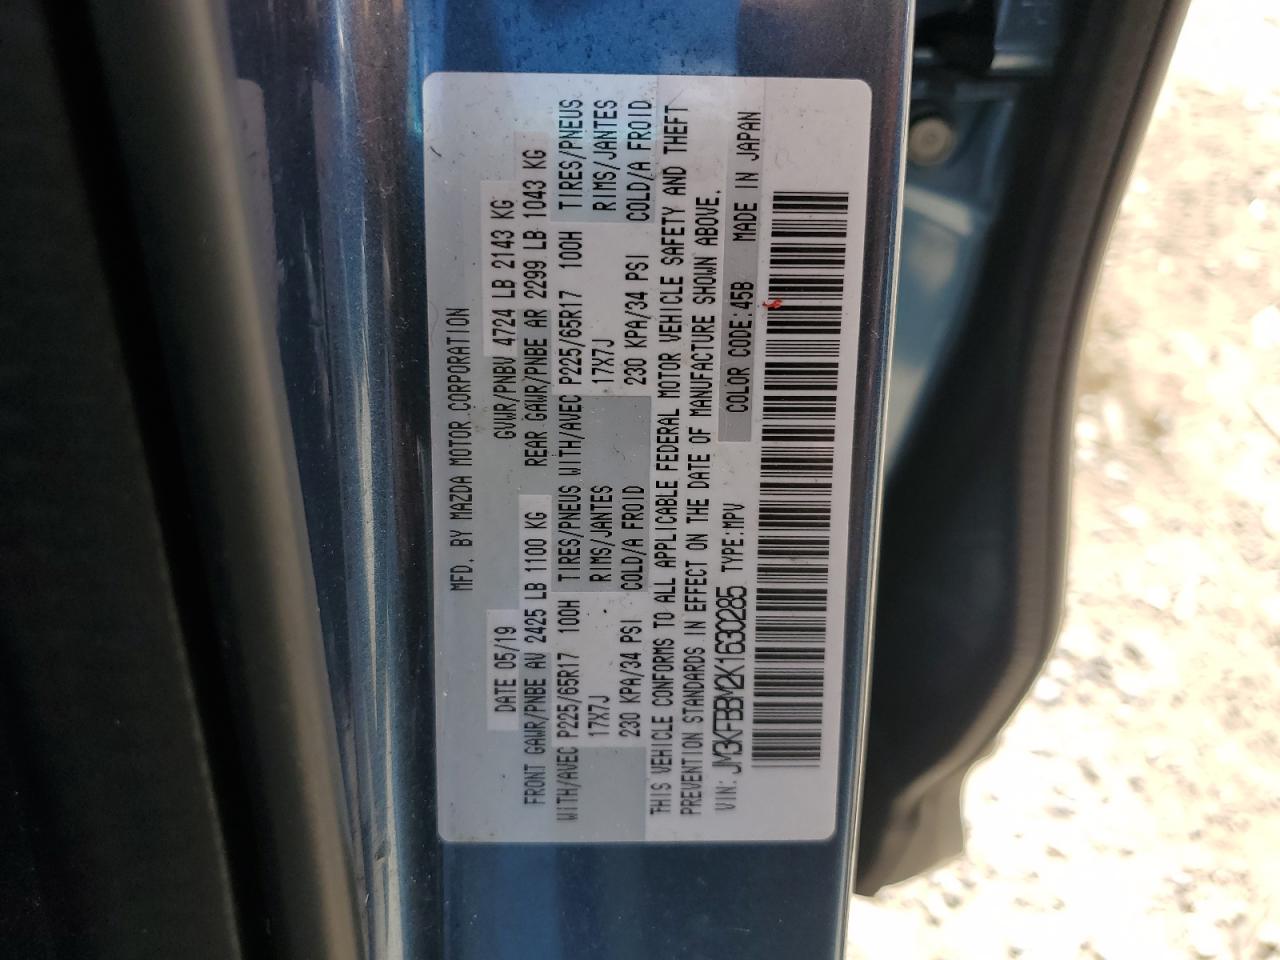 MFD. BY MAZDA MOTOR CORPORATION
DATE 05/19 GVWR/PNBV 4724 LB 2143 KG
FRONT GAWR/PNBE AV 2425 LB 1100 KG REAR GAWR/PNBE AR 2299 LB 1043 KG
WITH/AVEC P225/65R17 100H TIRES/PNEUS WITH/AVEC P225/65R17 100H TIRES/PNEUS
17X7J RIMS/JANTES 17X7J RIMS/JANTES
230 KPA/34 PSI COLD/A FROID 230 KPA/34 PSI COLD/A FROID
THIS VEHICLE CONFORMS TO ALL APPLICABLE FEDERAL MOTOR VEHICLE SAFETY AND THEFT
PREVENTION STANDARDS IN EFFECT ON THE DATE OF MANUFACTURE SHOWN ABOVE.
VIN: JM3KFBBM2K1630285 TYPE:MPV COLOR CODE:45B MADE IN JAPAN